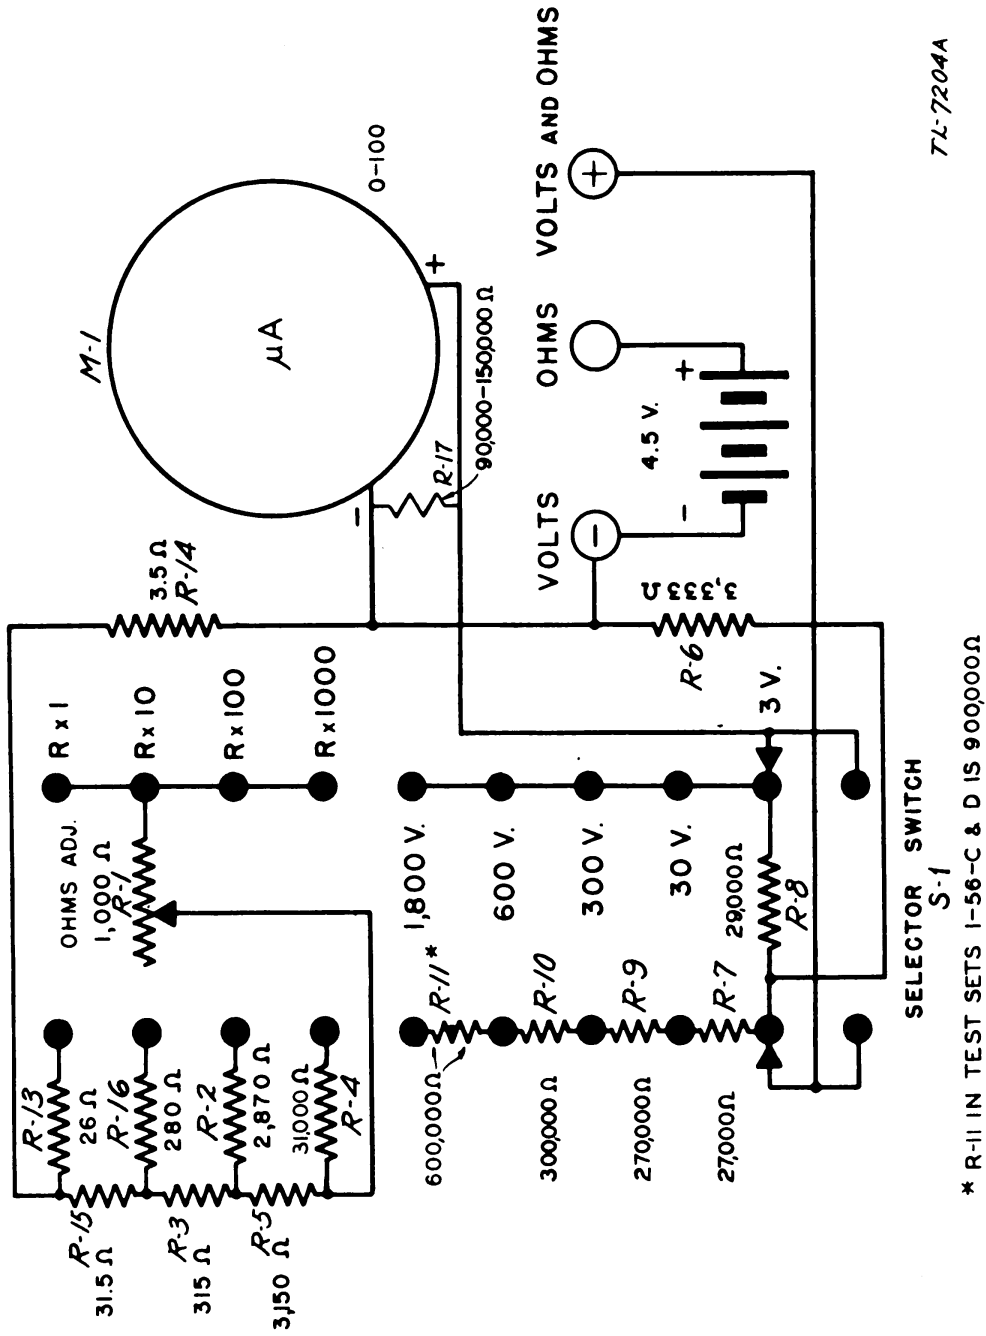 M-1
0-100
μA
+
-
R-17
90,000-150,000 Ω
VOLTS
OHMS
VOLTS AND OHMS
-
+
4.5 V.
-
+
3.5 Ω
R-14
3,333 Ω
R-6
R x 1
R x 10
R x 100
R x 1000
OHMS ADJ.
1,000 Ω
R-1
R-13
26 Ω
R-16
280 Ω
R-2
2,870 Ω
31,000 Ω
R-4
R-15
31.5 Ω
R-3
315 Ω
R-5
3,150 Ω
1,800 V.
600 V.
300 V.
30 V.
3 V.
R-11*
600,000 Ω
R-10
300,000 Ω
R-9
270,000 Ω
R-7
27,000 Ω
29,000 Ω
R-8
SELECTOR SWITCH
S-1
* R-11 IN TEST SETS I-56-C & D IS 900,000 Ω
TL-7204A